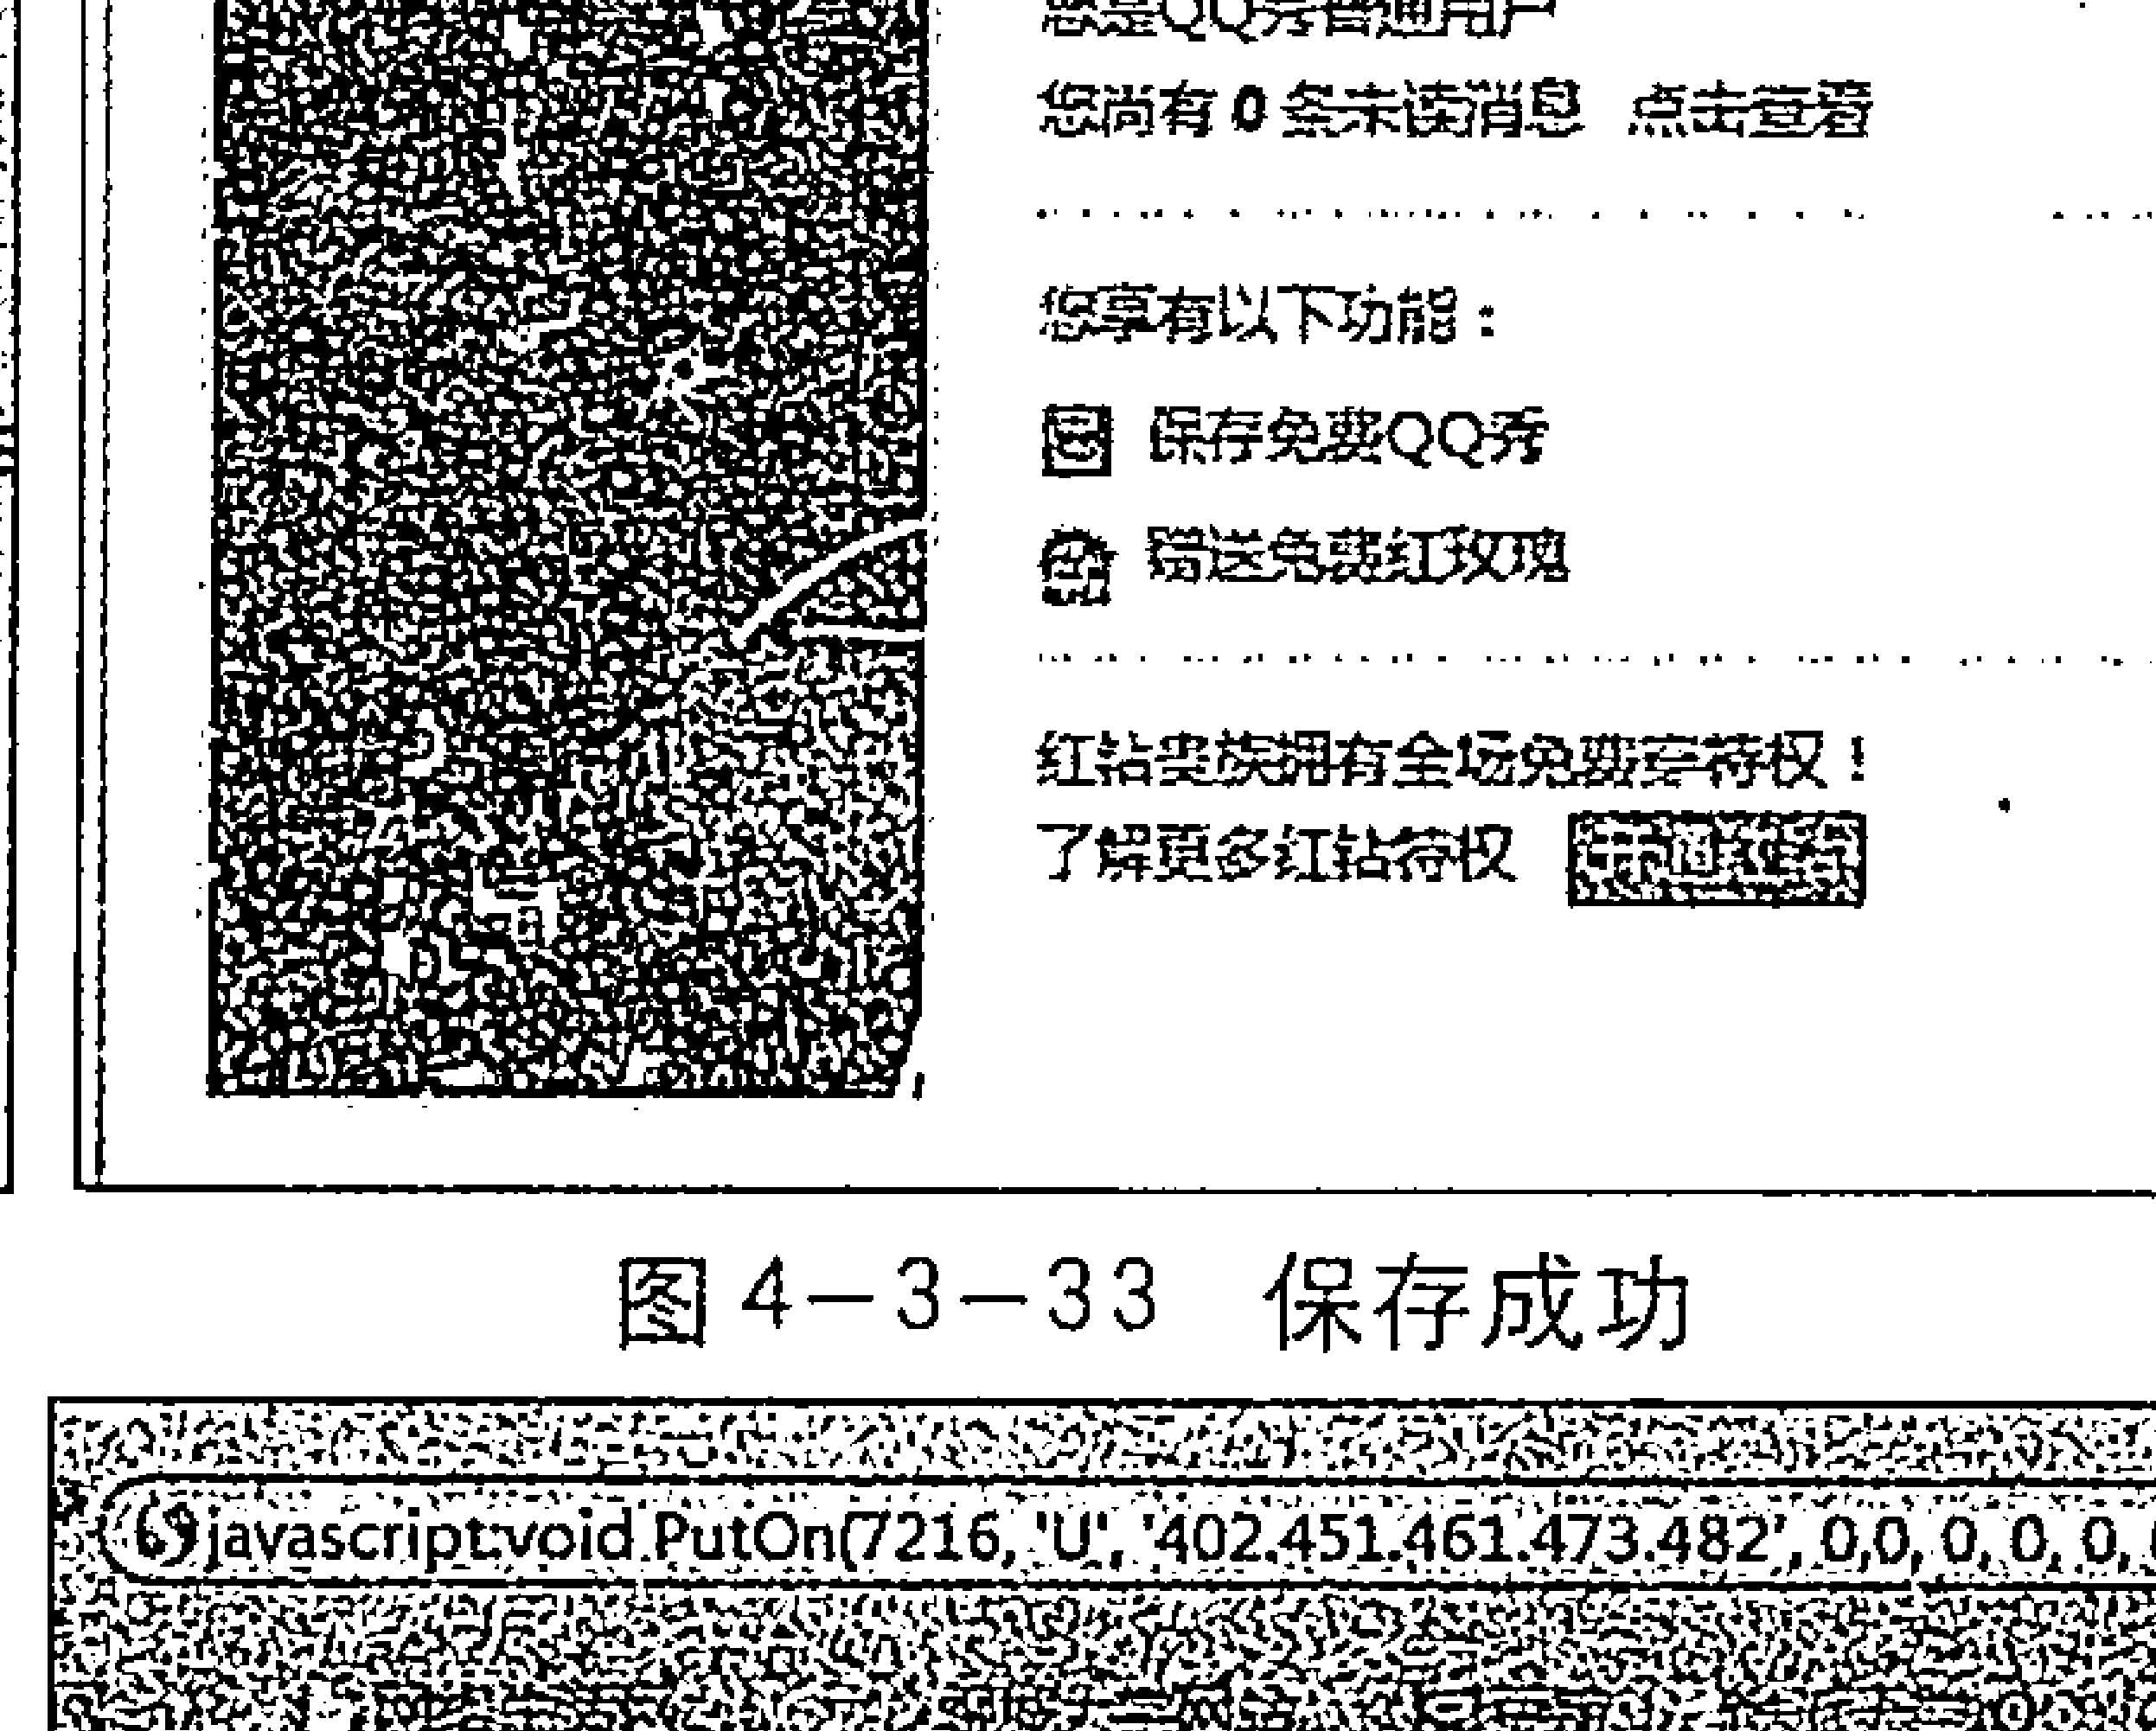 您是QQ秀普通用户
您尚有 0 条未读消息 点击查看
您享有以下功能：
保存免费QQ秀
赠送免费红玫瑰
红钻贵族拥有全场免费穿特权！
了解更多红钻特权 开通红钻
图 4-3-33 保存成功
javascript:void PutOn(7216, 'U', '402.451.461.473.482', 0,0, 0, 0, 0,